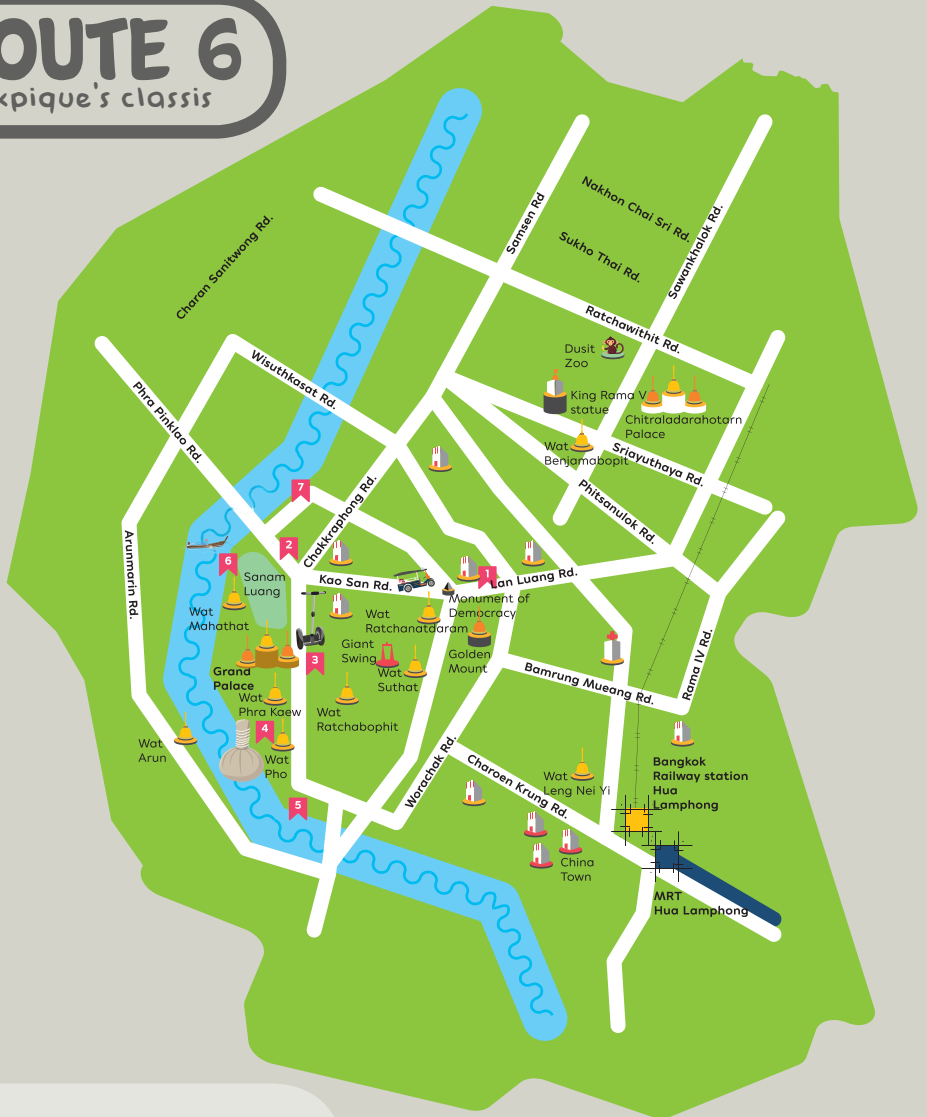 OUTE 6
xpique's classis
Nakhon Chai Sri Rd.
Samsen Rd
Sawankhalok Rd.
Sukho Thai Rd.
Charan Sanitwong Rd.
Ratchawithit Rd.
Dusit
Zoo
Wisuthkasat Rd.
Phra Pinklao Rd.
King Rama V
statue
Chitraladarahotarn
Palace
Wat
Benjamabopit
Sriayuthaya Rd.
Phitsanulok Rd.
7
Chakkraphong Rd.
2
Arunmarin Rd.
6
Sanam
Luang
Kao San Rd.
1
Lan Luang Rd.
Monument of
Democracy
Wat
Mahathat
Wat
Ratchanatdaram
Giant
Swing
Golden
Mount
3
Grand
Palace
Wat
Suthat
Bamrung Mueang Rd.
Rama IV Rd.
Wat
Phra Kaew
Wat
Ratchabophit
4
Wat
Arun
Wat
Pho
Worachak Rd.
Charoen Krung Rd.
Wat
Leng Nei Yi
Bangkok
Railway station
Hua
Lamphong
5
China
Town
MRT
Hua Lamphong